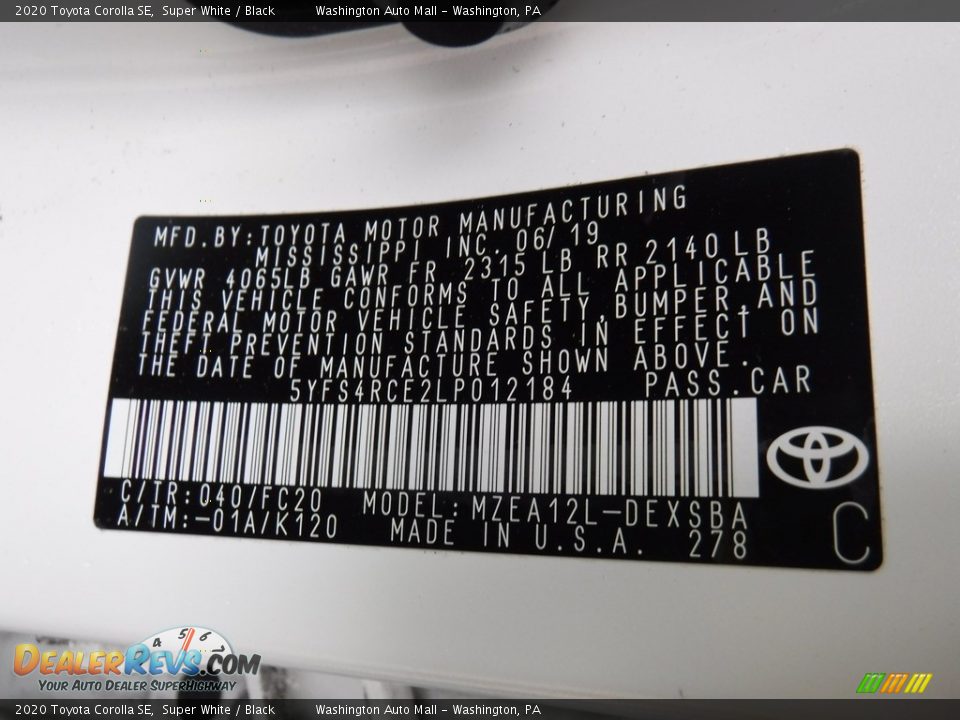 2020 Toyota Corolla SE, Super White / Black Washington Auto Mall - Washington, PA
MFD.BY:TOYOTA MOTOR MANUFACTURING
MISSISSIPPI INC. 06/19
GVWR 4065LB GAWR FR 2315 LB RR 2140 LB
THIS VEHICLE CONFORMS TO ALL APPLICABLE
FEDERAL MOTOR VEHICLE SAFETY,BUMPER,AND
THEFT PREVENTION STANDARDS IN EFFECT ON
THE DATE OF MANUFACTURE SHOWN ABOVE.
5YFS4RCE2LP012184 PASS.CAR
C/TR:040/FC20 MODEL:MZEA12L-DEXSBA
A/TM:-01A/K120 MADE IN U.S.A. 278
C
4 5 6 7
DEALERREVS.COM
YOUR AUTO DEALER SUPERHIGHWAY
2020 Toyota Corolla SE, Super White / Black Washington Auto Mall - Washington, PA